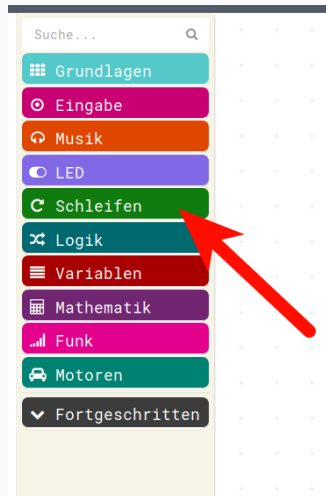 Suche...
Grundlagen
Eingabe
Musik
LED
Schleifen
Logik
Variablen
Mathematik
Funk
Motoren
Fortgeschritten